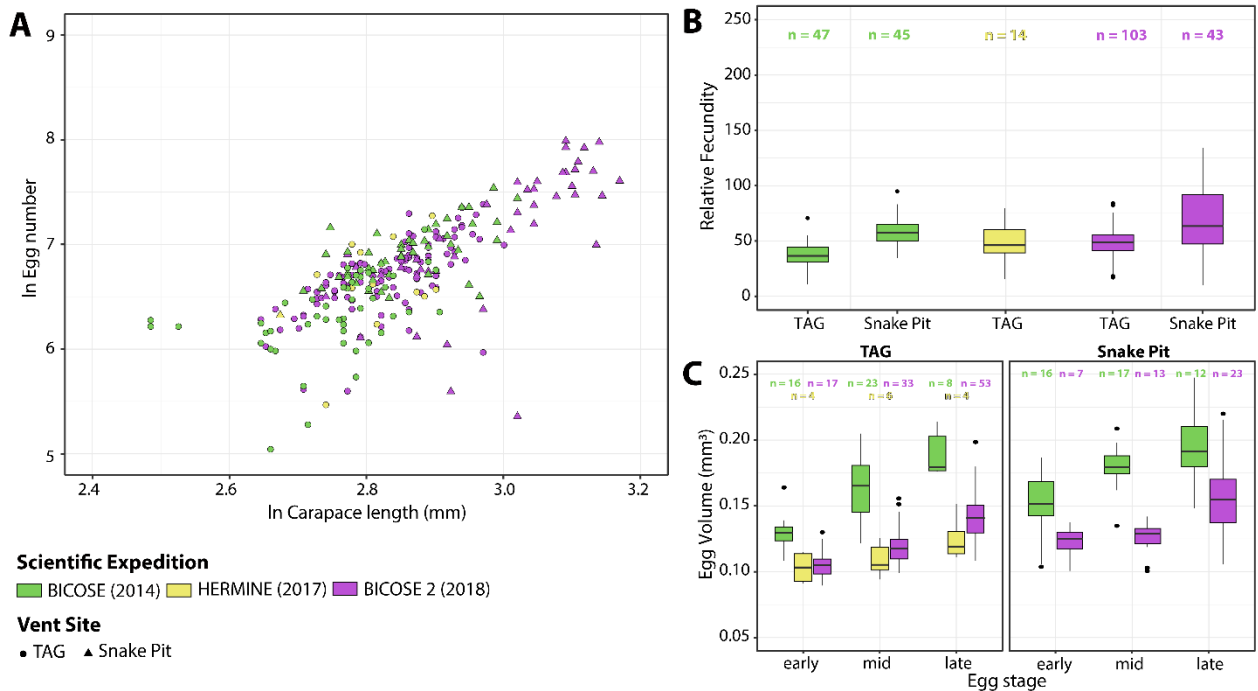 A
9
8
7
6
5
ln Egg number
2.4 2.6 2.8 3.0 3.2
ln Carapace length (mm)
Scientific Expedition
BICOSE (2014) HERMINE (2017) BICOSE 2 (2018)
Vent Site
TAG Snake Pit
B
250
200
150
100
50
0
Relative Fecundity
n = 47 n = 45 n = 14 n = 103 n = 43
TAG Snake Pit TAG TAG Snake Pit
C
TAG Snake Pit
0.25
0.20
0.15
0.10
0.05
Egg Volume (mm³)
n = 16 n = 17 n = 23 n = 33 n = 8 n = 53
n = 4 n = 4
n = 16 n = 7 n = 17 n = 13 n = 12 n = 23
early mid late early mid late
Egg stage